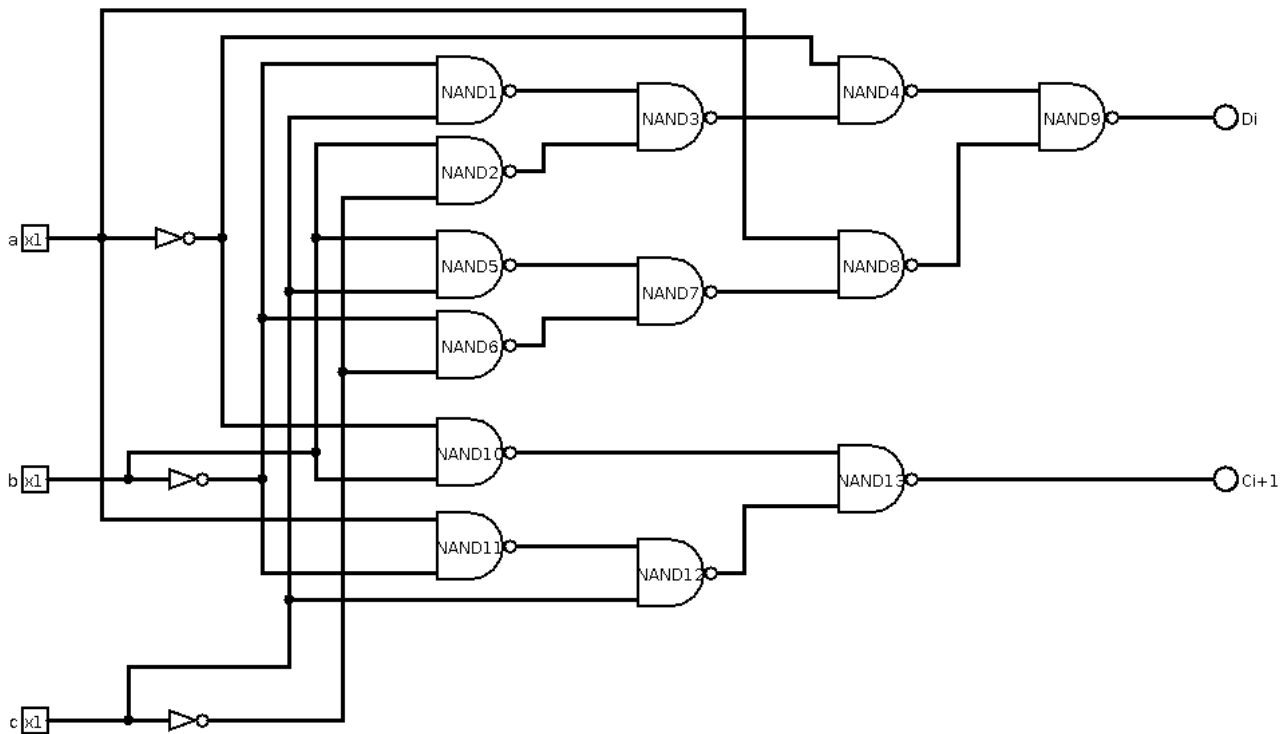 NAND1
NAND4
NAND3
NAND9
Di
NAND2
a x1
NAND5
NAND8
NAND7
NAND6
NAND10
b x1
NAND13
Ci+1
NAND11
NAND12
c x1